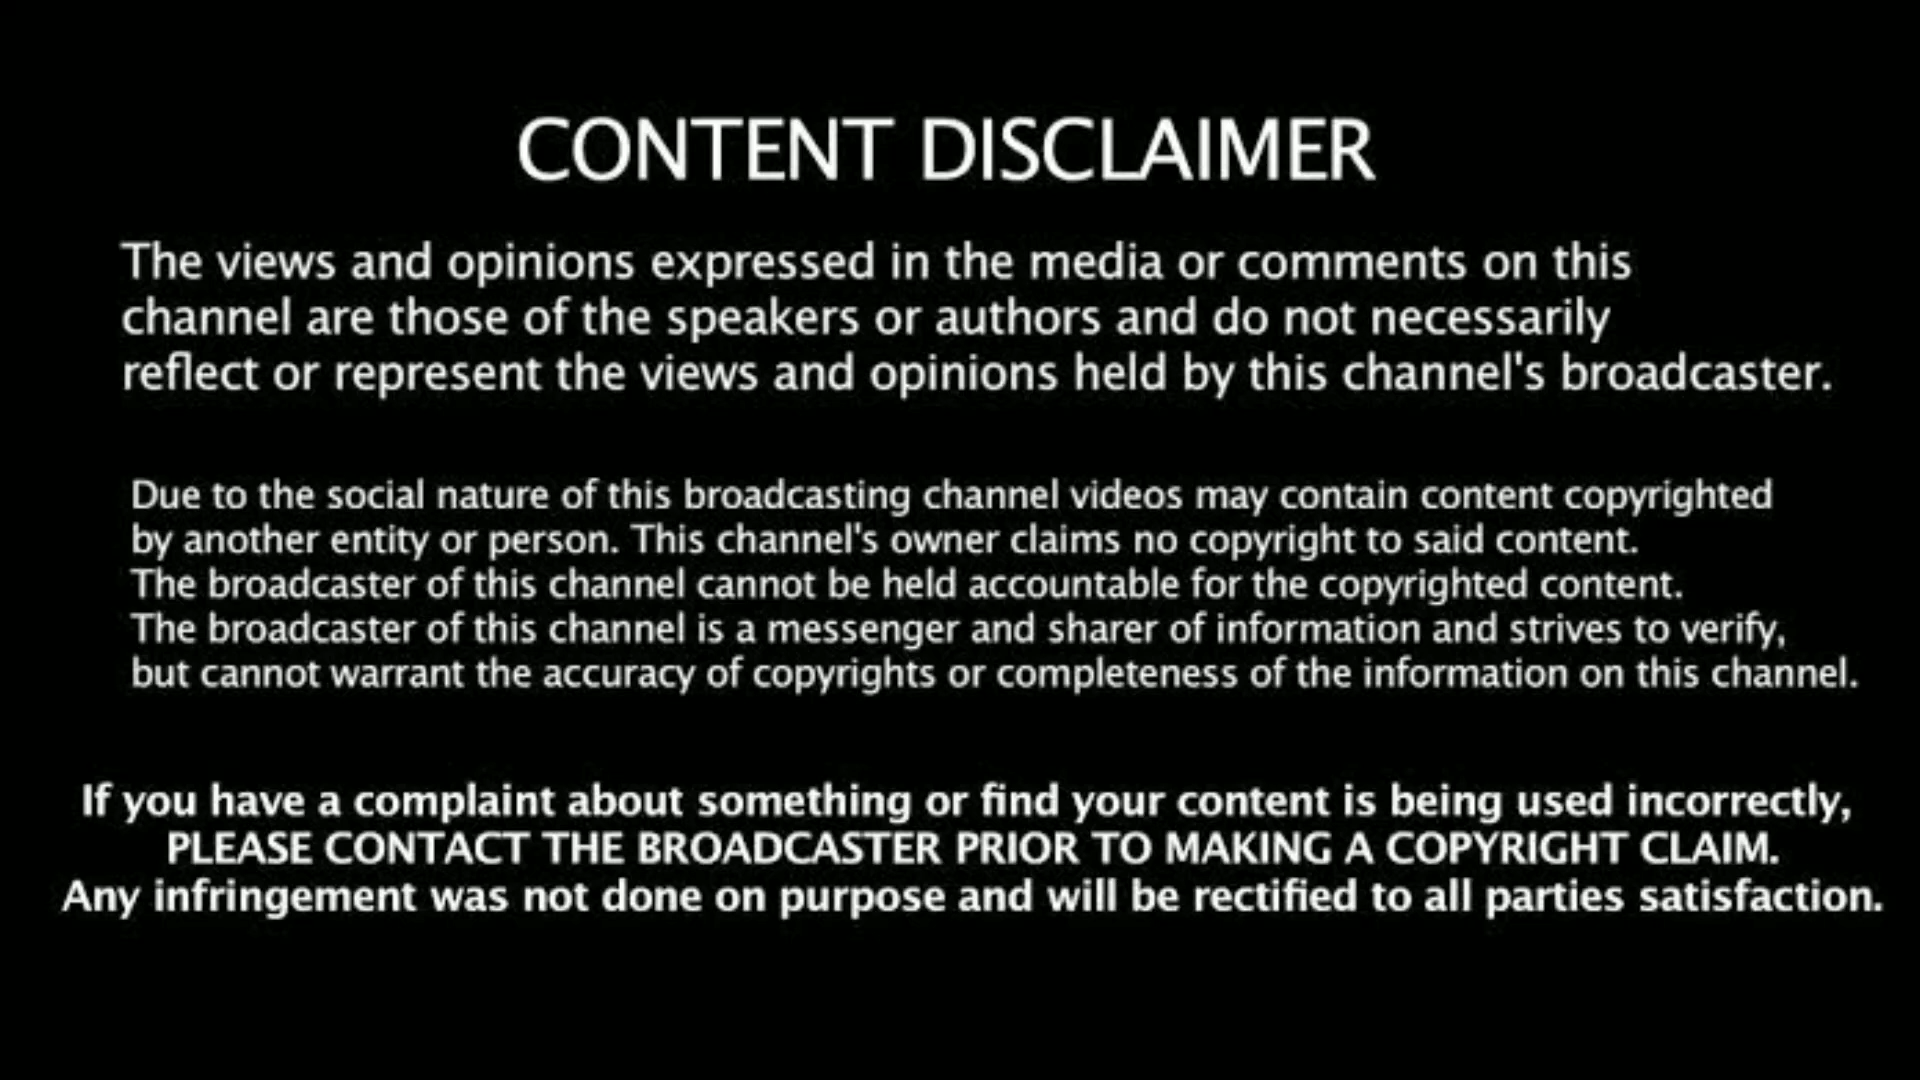 CONTENT DISCLAIMER
The views and opinions expressed in the media or comments on this
channel are those of the speakers or authors and do not necessarily
reflect or represent the views and opinions held by this channel's broadcaster.
Due to the social nature of this broadcasting channel videos may contain content copyrighted
by another entity or person. This channel's owner claims no copyright to said content.
The broadcaster of this channel cannot be held accountable for the copyrighted content.
The broadcaster of this channel is a messenger and sharer of information and strives to verify,
but cannot warrant the accuracy of copyrights or completeness of the information on this channel.
If you have a complaint about something or find your content is being used incorrectly,
PLEASE CONTACT THE BROADCASTER PRIOR TO MAKING A COPYRIGHT CLAIM.
Any infringement was not done on purpose and will be rectified to all parties satisfaction.